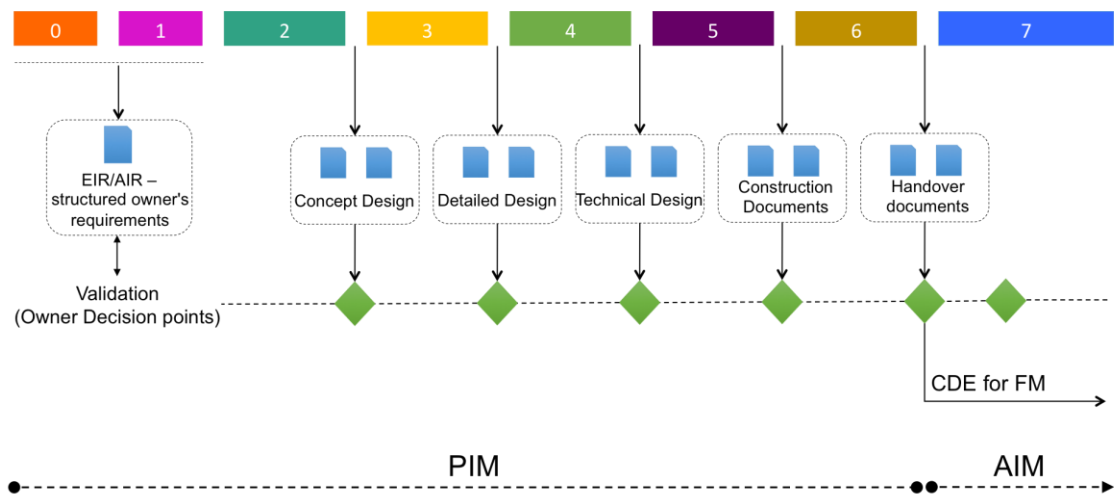 0
1
2
3
4
5
6
7
EIR/AIR –
structured owner's
requirements
Concept Design
Detailed Design
Technical Design
Construction
Documents
Handover
documents
Validation
(Owner Decision points)
CDE for FM
PIM
AIM